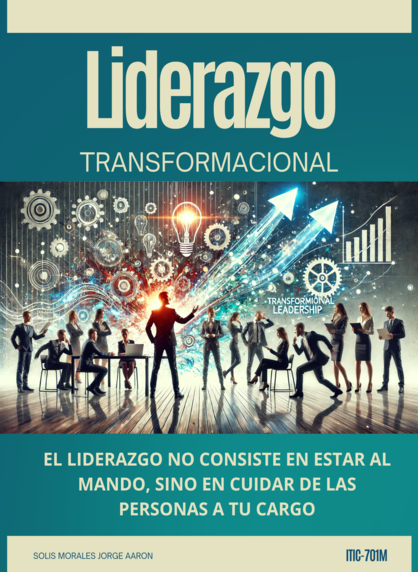 Liderazgo
TRANSFORMACIONAL
TRANSFORMIONAL
LEADERSHIP
EL LIDERAZGO NO CONSISTE EN ESTAR AL
MANDO, SINO EN CUIDAR DE LAS
PERSONAS A TU CARGO
SOLIS MORALES JORGE AARON
ITIC-701M